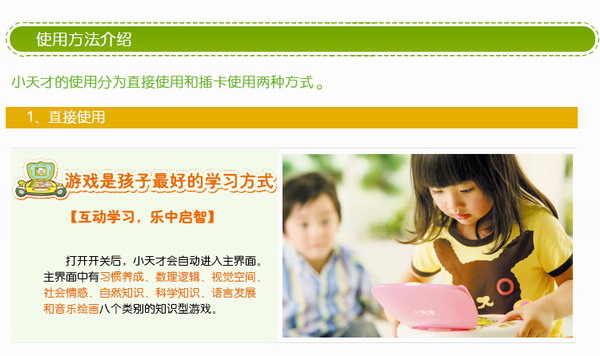 使用方法介绍
小天才的使用分为直接使用和插卡使用两种方式。
1、直接使用
游戏是孩子最好的学习方式
【互动学习，乐中启智】
打开开关后，小天才会自动进入主界面。
主界面中有习惯养成、数理逻辑、视觉空间、
社会情感、自然知识、科学知识、语言发展
和音乐绘画八个类别的知识型游戏。
小天才